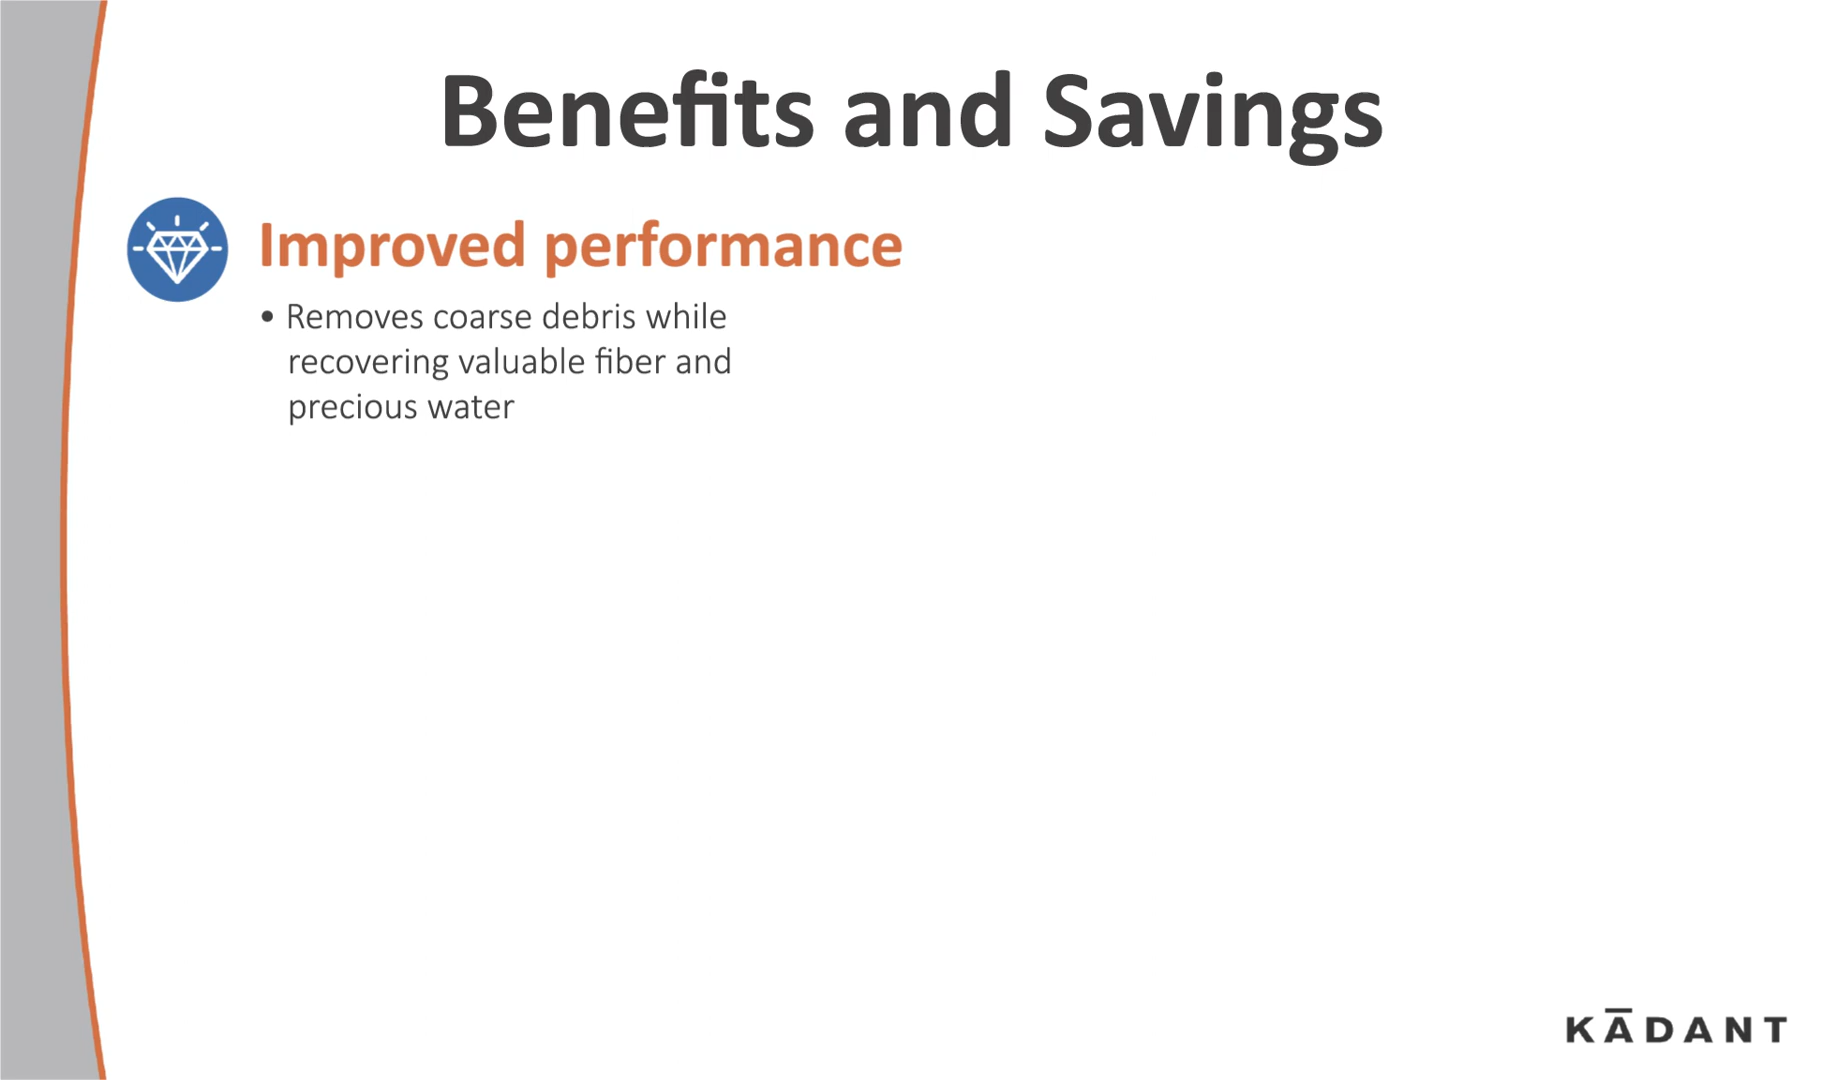 Benefits and Savings
Improved performance
• Removes coarse debris while
recovering valuable fiber and
precious water
KĀDANT